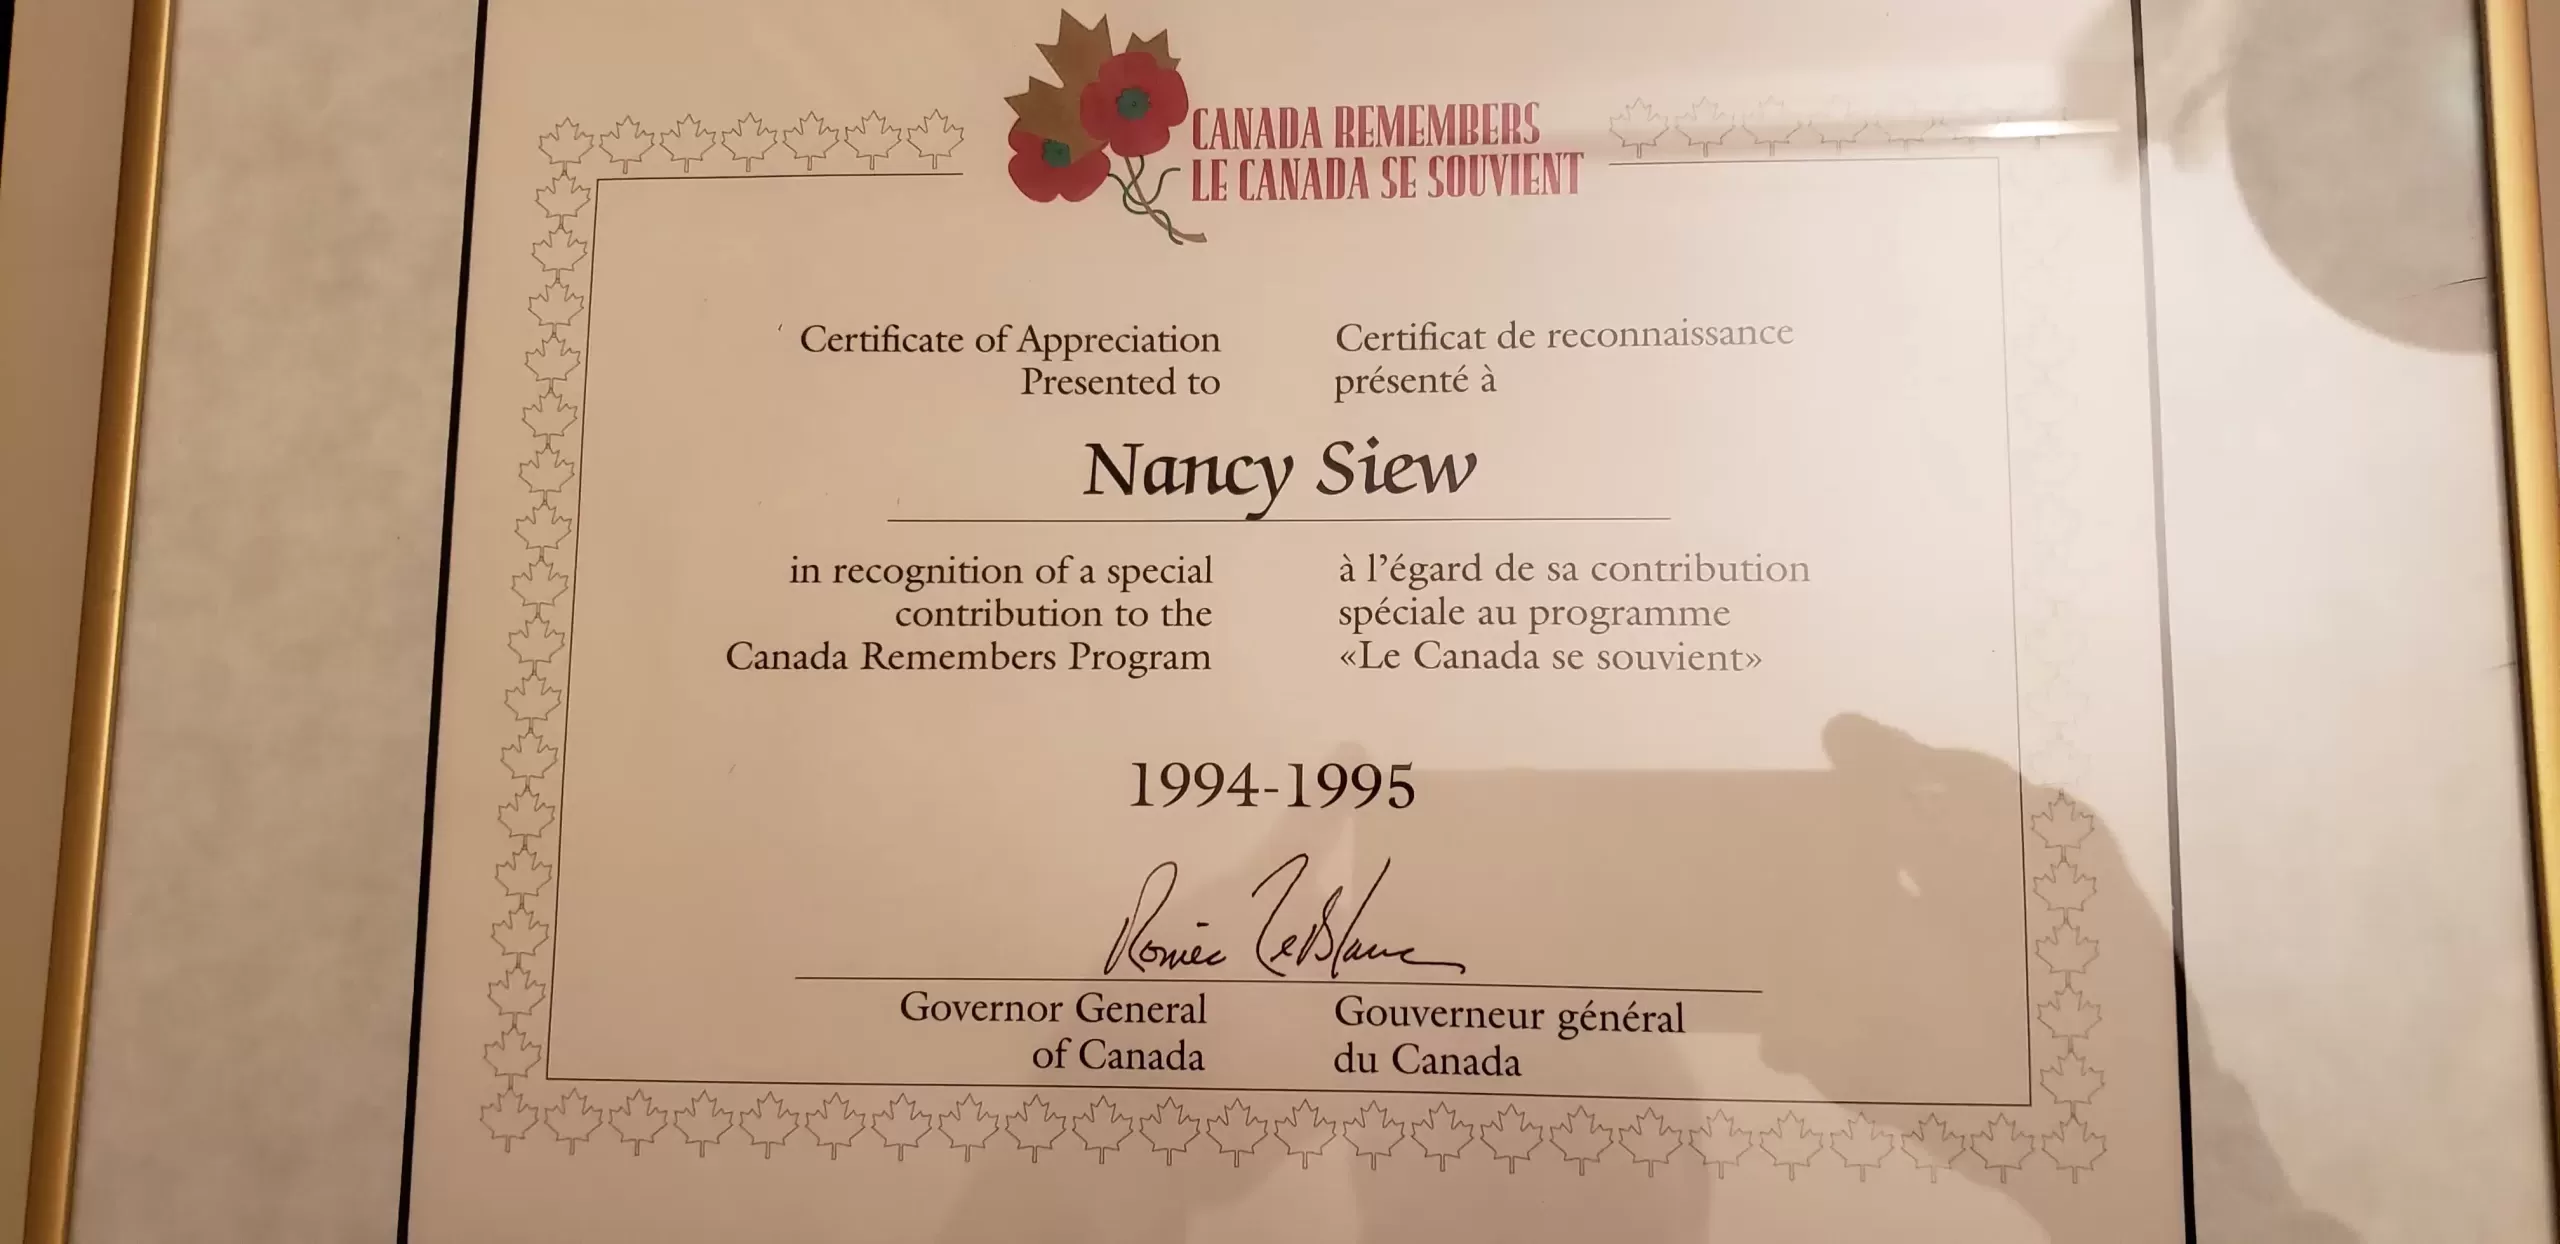 CANADA REMEMBERS
LE CANADA SE SOUVIENT
Certificate of Appreciation
Presented to
Certificat de reconnaissance
présenté à
Nancy Siew
in recognition of a special
contribution to the
Canada Remembers Program
à l'égard de sa contribution
spéciale au programme
«Le Canada se souvient»
1994-1995
Roméo LeBlanc
Governor General
of Canada
Gouverneur général
du Canada